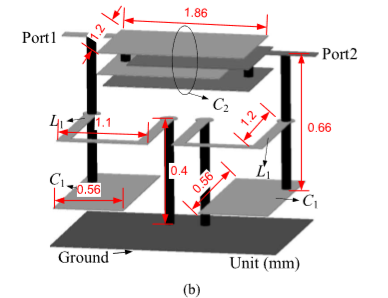 1.86
1.2
Port1
Port2
C2
L1
1.1
1.2
0.66
L1
C1
0.56
0.4
0.56
C1
Ground
Unit (mm)
(b)